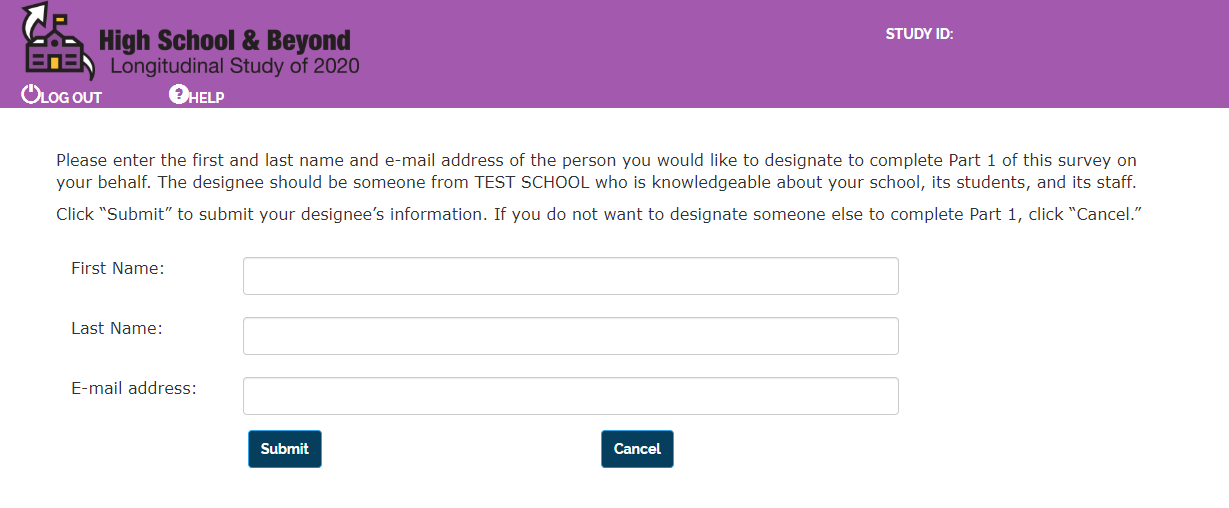 High School & Beyond
Longitudinal Study of 2020
STUDY ID:
LOG OUT
?HELP
Please enter the first and last name and e-mail address of the person you would like to designate to complete Part 1 of this survey on
your behalf. The designee should be someone from TEST SCHOOL who is knowledgeable about your school, its students, and its staff.
Click “Submit” to submit your designee’s information. If you do not want to designate someone else to complete Part 1, click “Cancel.”
First Name:
Last Name:
E-mail address:
Submit
Cancel